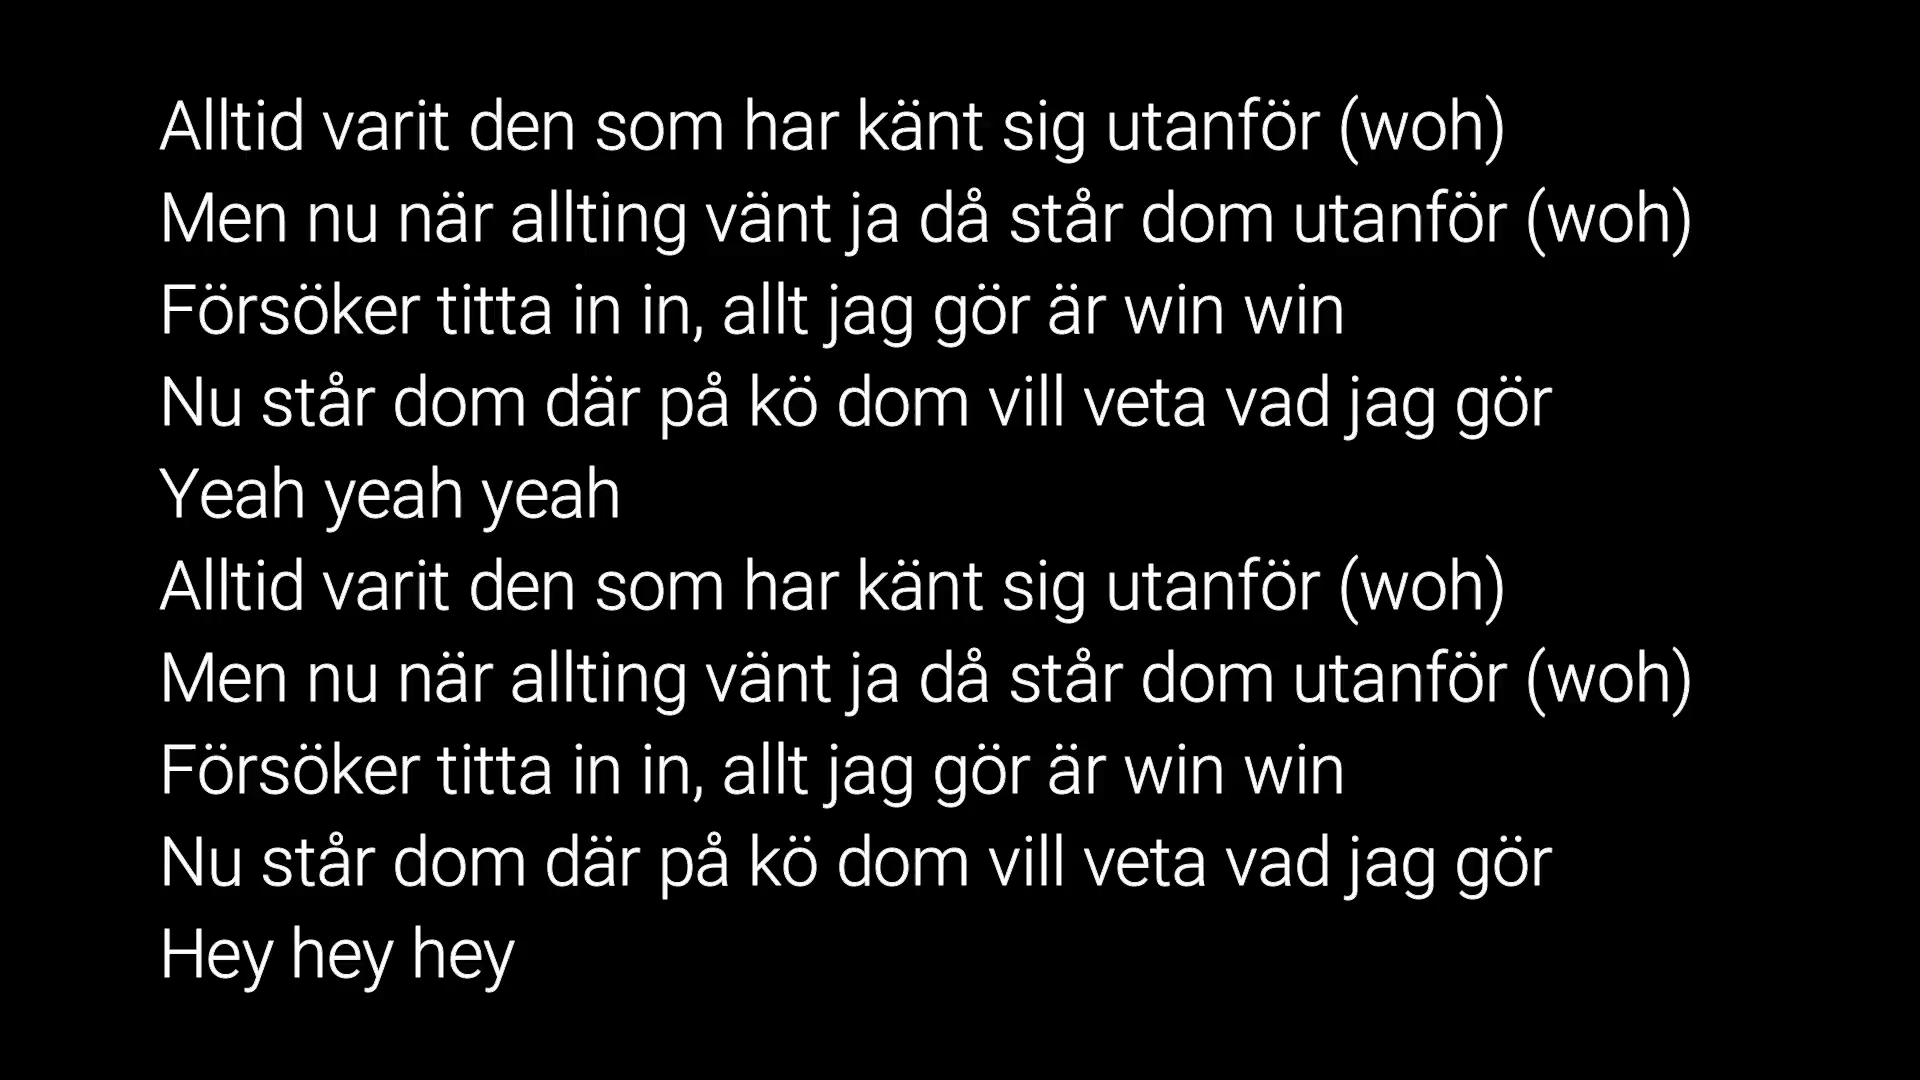 Alltid varit den som har känt sig utanför (woh)
Men nu när allting vänt ja då står dom utanför (woh)
Försöker titta in in, allt jag gör är win win
Nu står dom där på kö dom vill veta vad jag gör
Yeah yeah yeah
Alltid varit den som har känt sig utanför (woh)
Men nu när allting vänt ja då står dom utanför (woh)
Försöker titta in in, allt jag gör är win win
Nu står dom där på kö dom vill veta vad jag gör
Hey hey hey